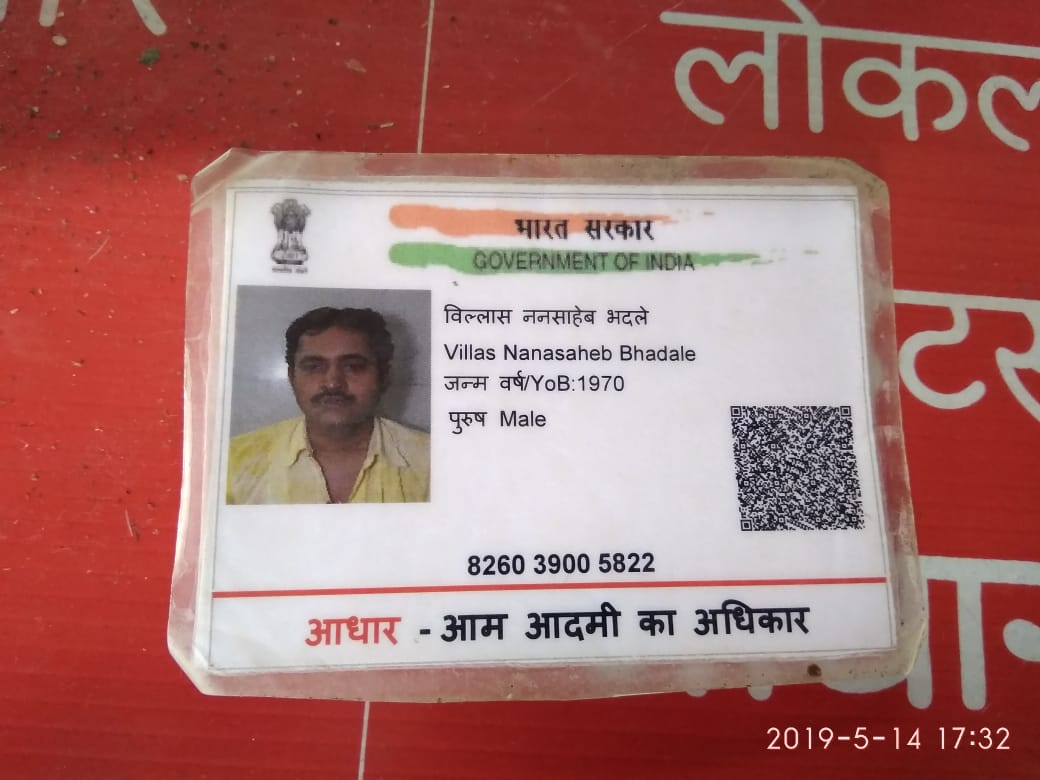 लोकल
भारत सरकार
GOVERNMENT OF INDIA
विल्लास ननसाहेब भदले
Villas Nanasaheb Bhadale
जन्म वर्ष/YoB:1970
पुरुष Male
8260 3900 5822
आधार - आम आदमी का अधिकार
2019-5-14 17:32